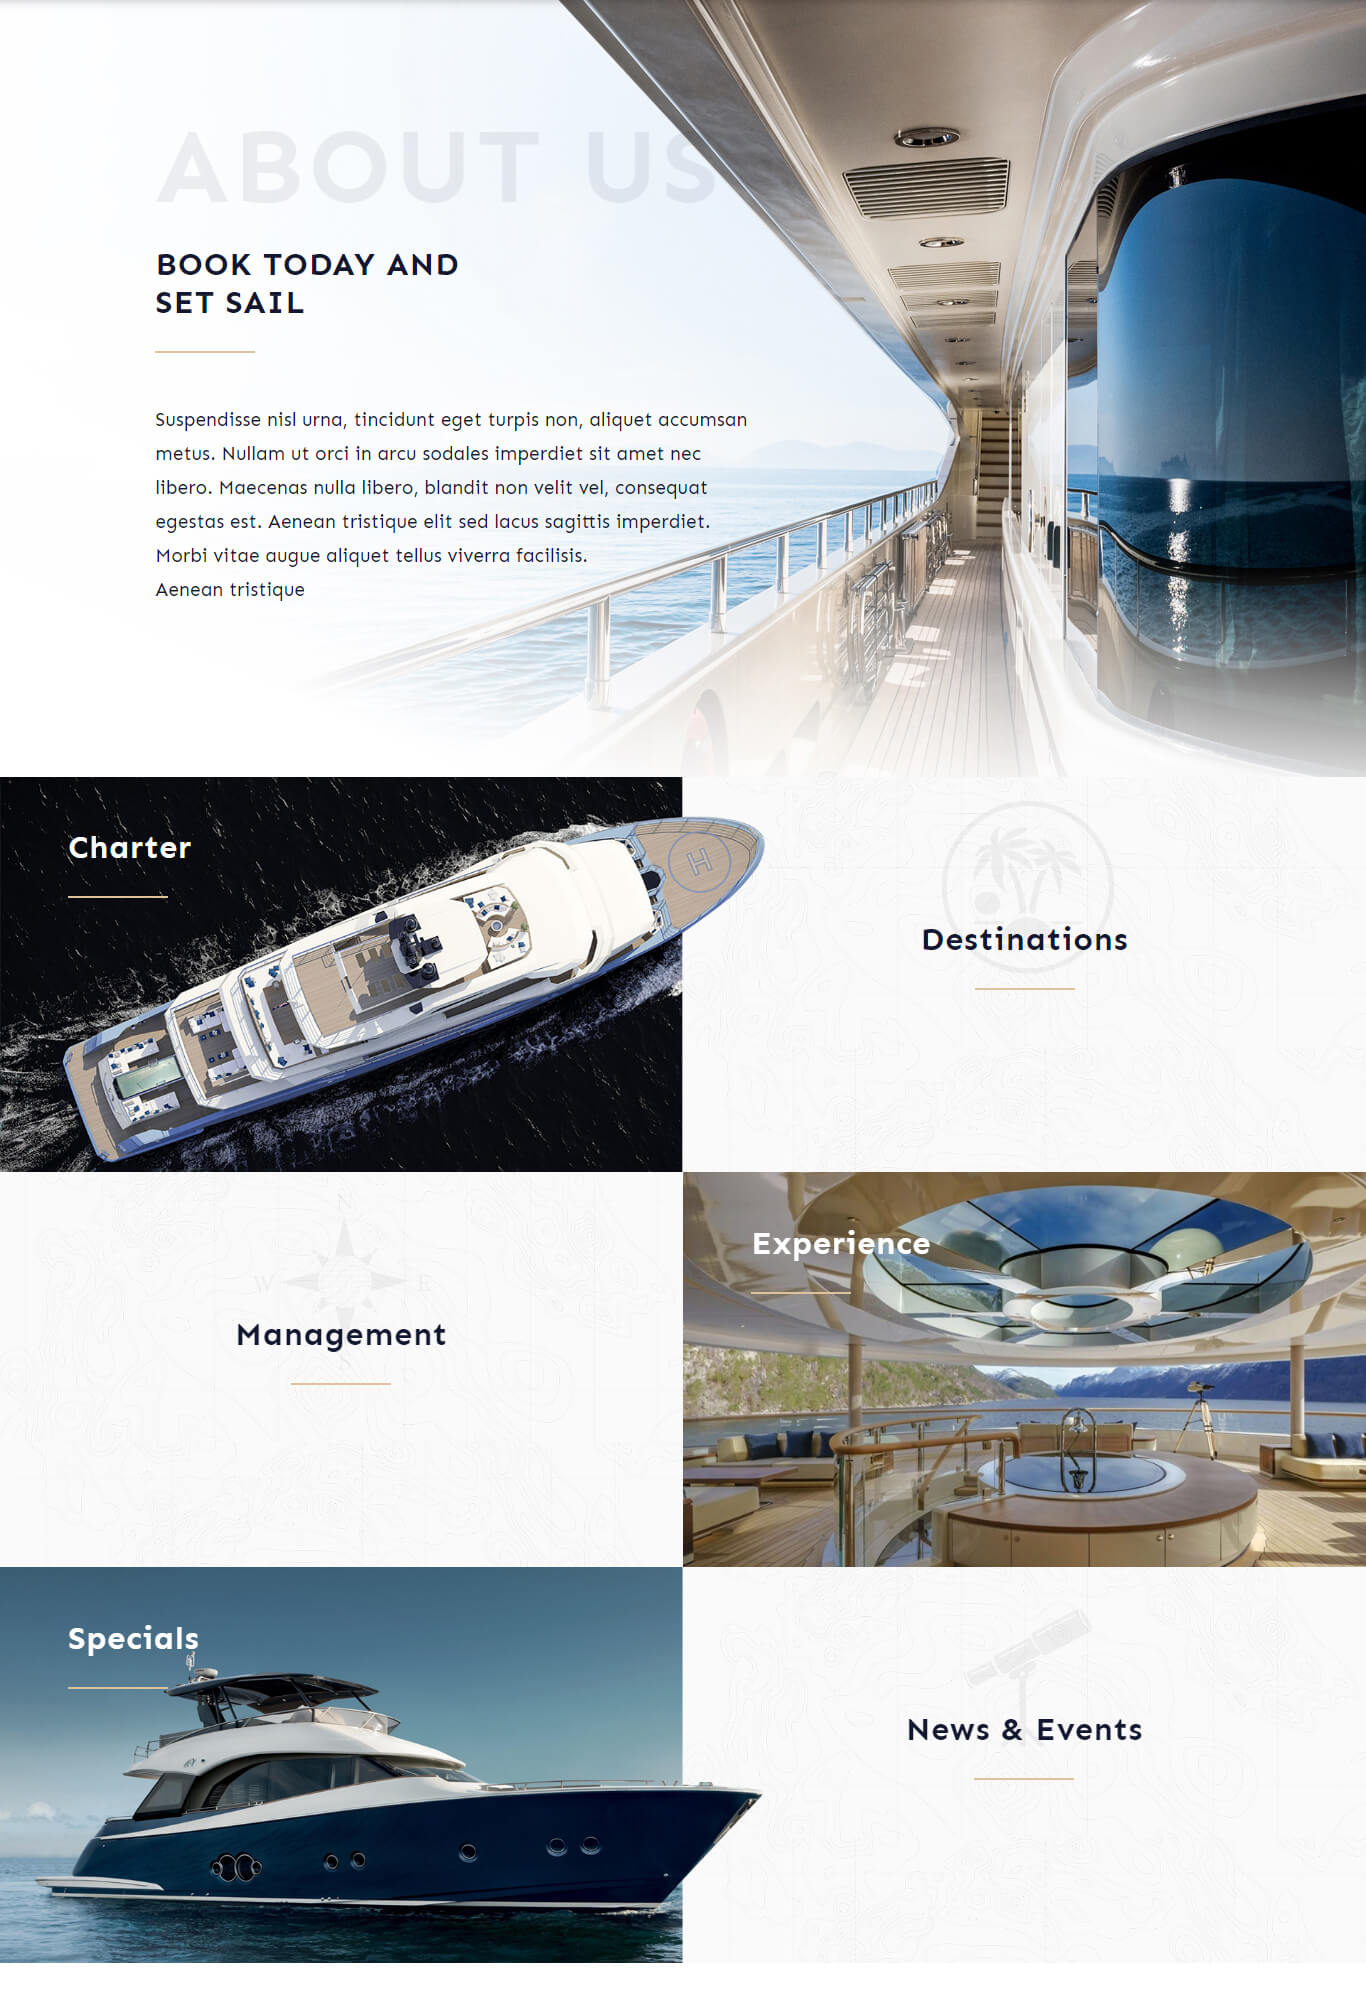 ABOUT US
BOOK TODAY AND
SET SAIL
Suspendisse nisl urna, tincidunt eget turpis non, aliquet accumsan
metus. Nullam ut orci in arcu sodales imperdiet sit amet nec
libero. Maecenas nulla libero, blandit non velit vel, consequat
egestas est. Aenean tristique elit sed lacus sagittis imperdiet.
Morbi vitae augue aliquet tellus viverra facilisis.
Aenean tristique
Charter
H
Destinations
N
W E
Management
S
Experience
Specials
News & Events